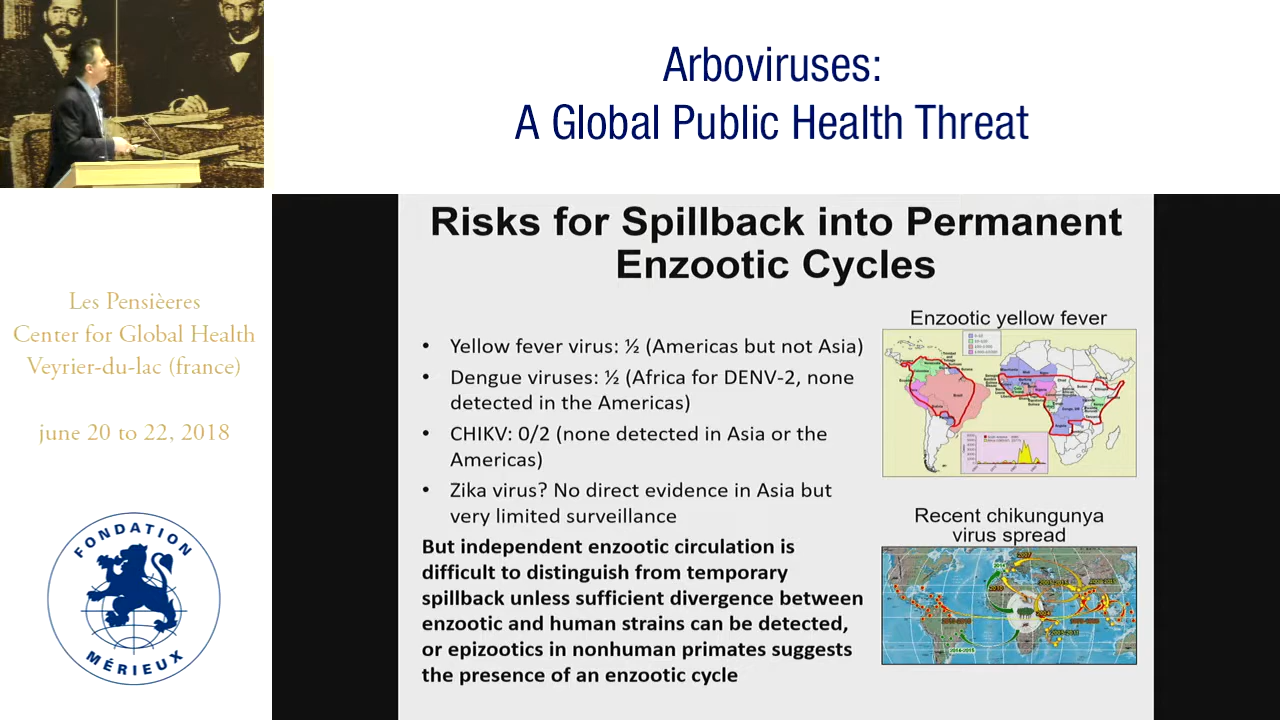 Arboviruses:
A Global Public Health Threat
Les Pensièeres
Center for Global Health
Veyrier-du-lac (france)
june 20 to 22, 2018
FONDATION
MÉRIEUX
Risks for Spillback into Permanent
Enzootic Cycles
• Yellow fever virus: ½ (Americas but not Asia)
• Dengue viruses: ½ (Africa for DENV-2, none
detected in the Americas)
• CHIKV: 0/2 (none detected in Asia or the
Americas)
• Zika virus? No direct evidence in Asia but
very limited surveillance
But independent enzootic circulation is
difficult to distinguish from temporary
spillback unless sufficient divergence between
enzootic and human strains can be detected,
or epizootics in nonhuman primates suggests
the presence of an enzootic cycle
Enzootic yellow fever
Recent chikungunya
virus spread